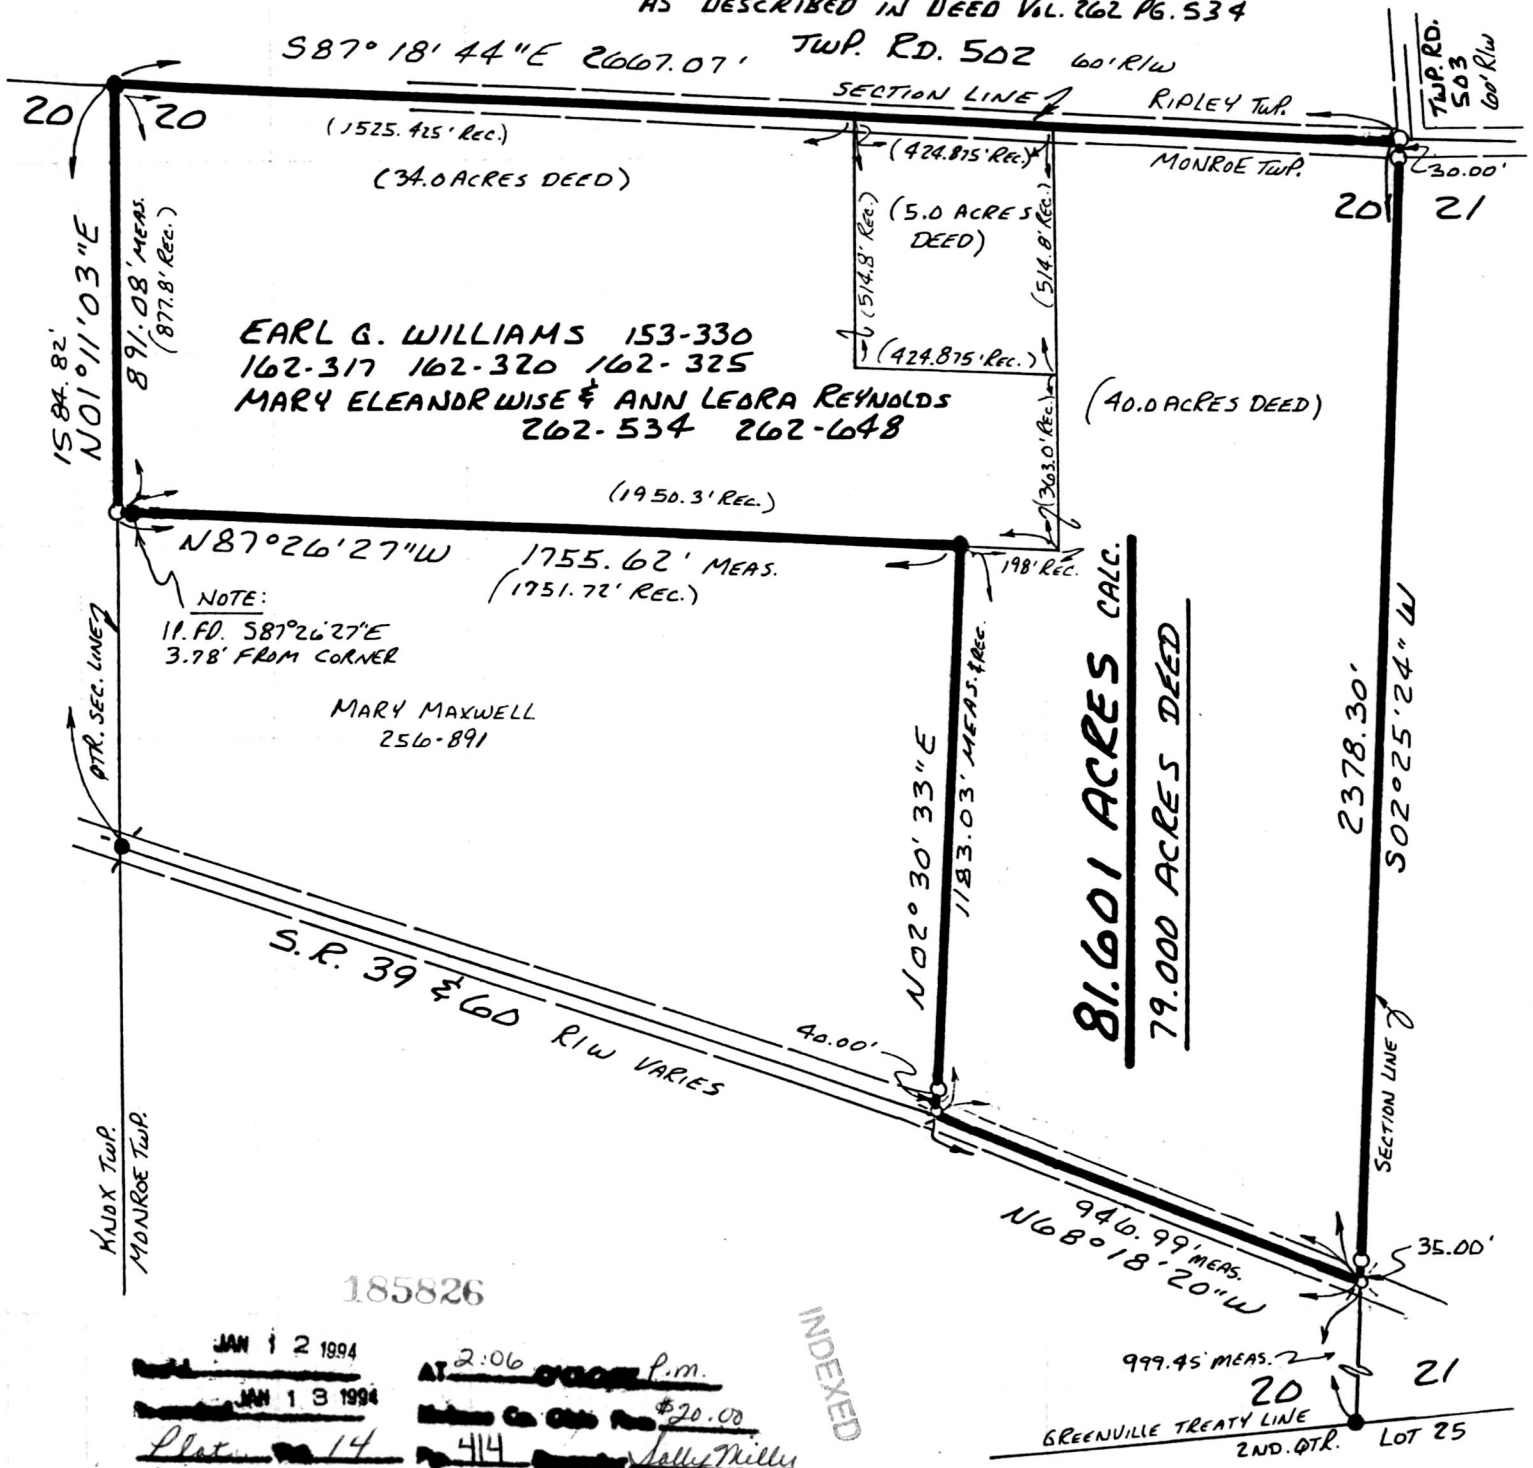 AS DESCRIBED IN DEED VOL. 262 PG. 534
S87° 18' 44"E 2667.07'
TWP. RD. 502 60' R/W
TWP. RD.
503
60' R/W
SECTION LINE
RIPLEY TWP.
MONROE TWP.
30.00'
20 20
20 21
(1525.425' REC.)
(34.0 ACRES DEED)
(424.875' REC.)
(5.0 ACRES
DEED)
(514.8' REC.)
(514.8' REC.)
(424.875' REC.)
(363.0' REC.)
(40.0 ACRES DEED)
1584.82'
N01°11'03"E
891.08' MEAS.
(877.8' REC.)
EARL G. WILLIAMS 153-330
162-317 162-320 162-325
MARY ELEANOR WISE & ANN LEORA REYNOLDS
262-534 262-648
(1950.3' REC.)
N87°26'27"W 1755.62' MEAS.
(1751.72' REC.)
198' REC.
NOTE:
I.P. FD. S87°26'27"E
3.78' FROM CORNER
QTR. SEC. LINE
MARY MAXWELL
256-891
N02° 30' 33"E
1183.03' MEAS. & REC.
81.601 ACRES CALC.
79.000 ACRES DEED
2378.30'
S02°25'24" W
SECTION LINE
S.R. 39 & 60 R/W VARIES
40.00'
946.99' MEAS.
N68°18'20"W
35.00'
KNOX TWP.
MONROE TWP.
999.45' MEAS.
20 21
GREENVILLE TREATY LINE
2ND. QTR. LOT 25
185826
INDEXED
JAN 12 1994 AT 2:06 O'CLOCK P.m.
JAN 13 1994
Holmes Co. Ohio Fee $20.00
Plat 14 Pg 414 Sally Miller